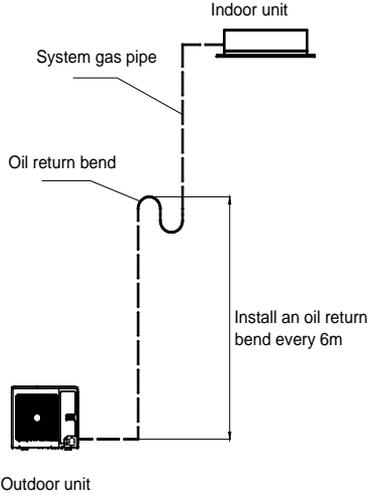 Indoor unit
System gas pipe
Oil return bend
Install an oil return
bend every 6m
Outdoor unit